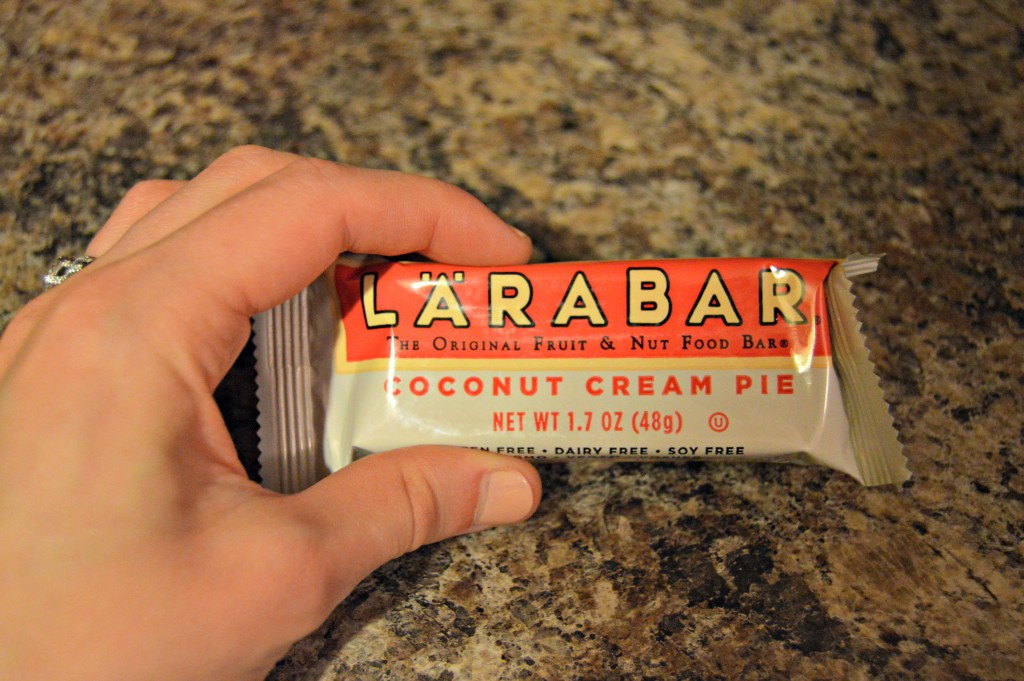 LÄRABAR®
THE ORIGINAL FRUIT & NUT FOOD BAR®
COCONUT CREAM PIE
NET WT 1.7 OZ (48g) U
FREE • DAIRY FREE • SOY FREE